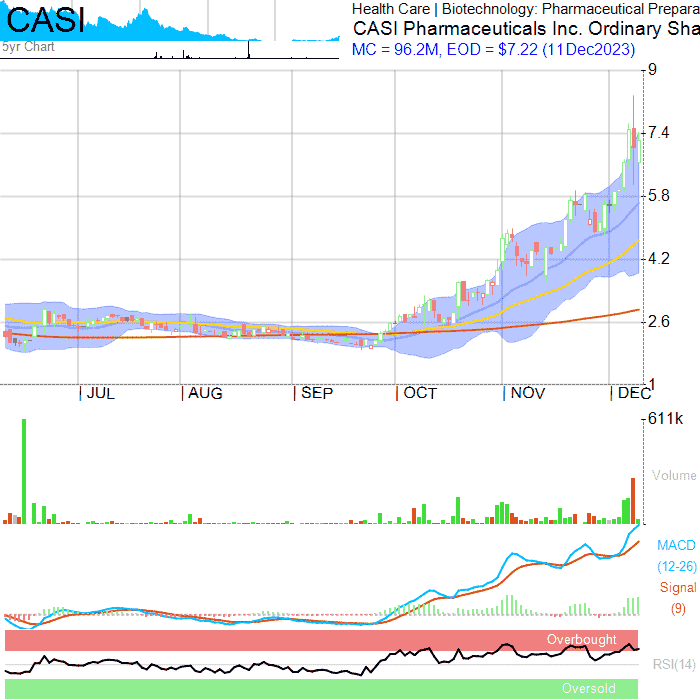 CASI
Health Care | Biotechnology: Pharmaceutical Prepara
CASI Pharmaceuticals Inc. Ordinary Sha
5yr Chart
MC = 96.2M, EOD = $7.22 (11Dec2023)
9
7.4
5.8
4.2
2.6
1
| JUL | AUG | SEP | OCT | NOV | DEC
611k
Volume
MACD
(12-26)
Signal
(9)
Overbought
RSI(14)
Oversold